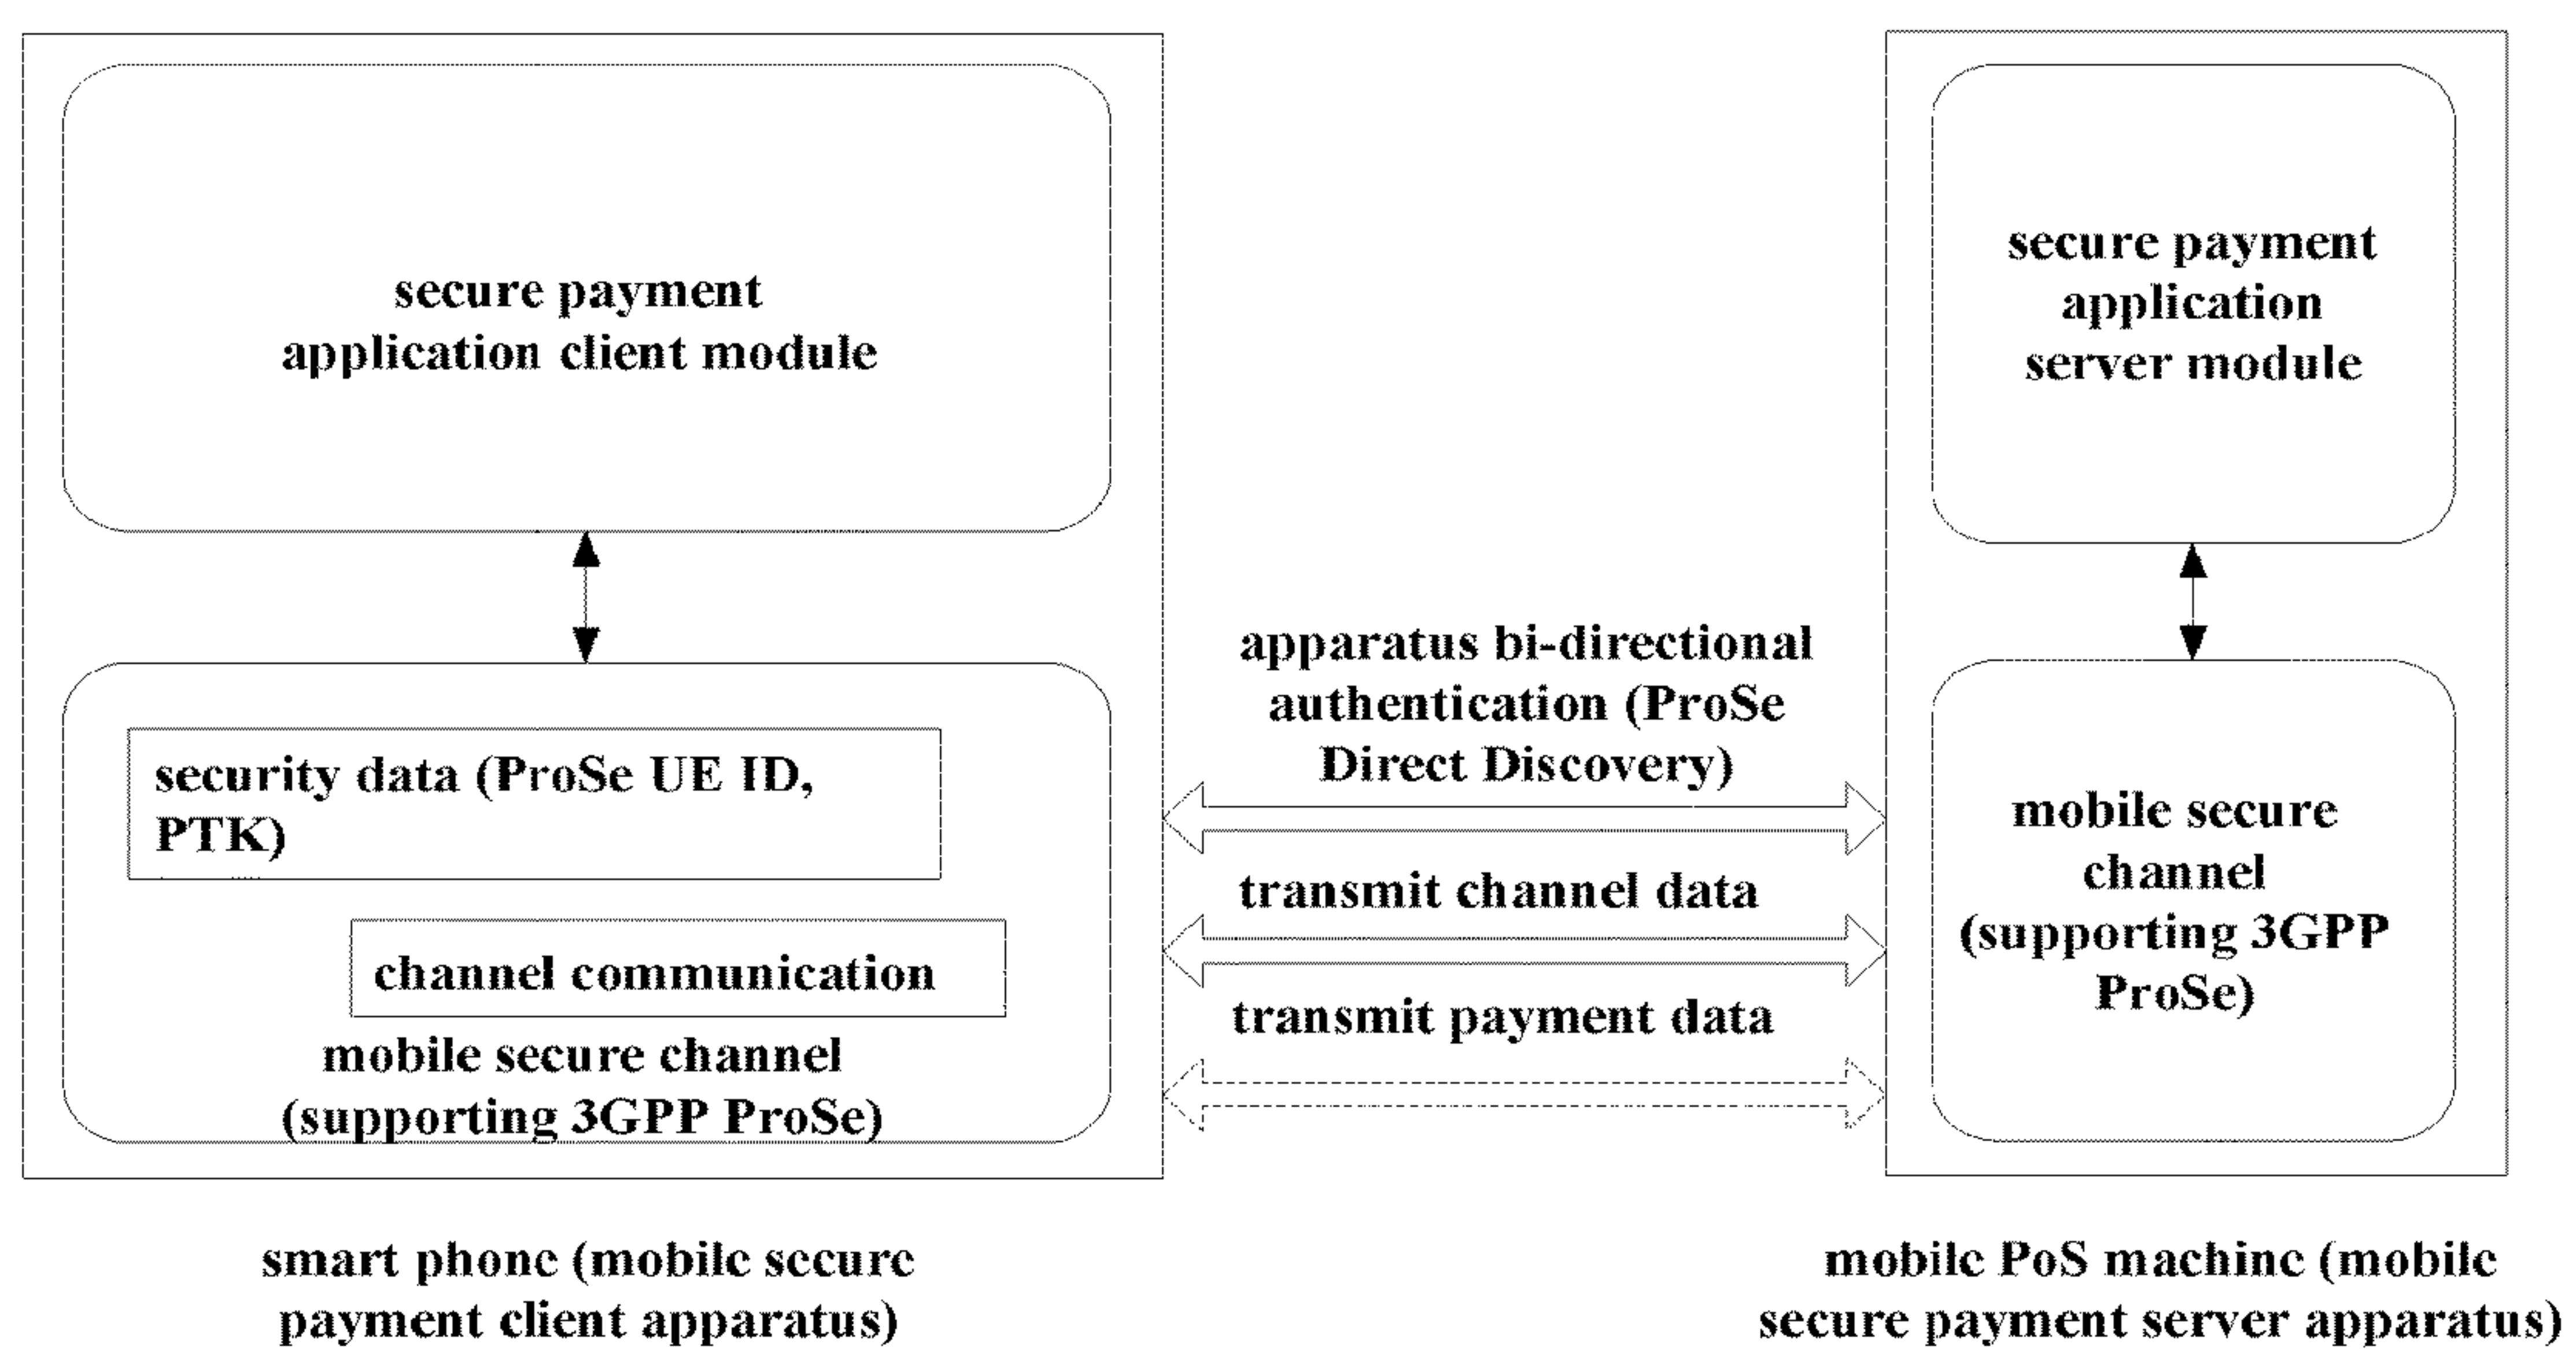 secure payment
application client module
security data (ProSe UE ID,
PTK)
channel communication
mobile secure channel
(supporting 3GPP ProSe)
apparatus bi-directional
authentication (ProSe
Direct Discovery)
transmit channel data
transmit payment data
secure payment
application
server module
mobile secure
channel
(supporting 3GPP
ProSe)
smart phone (mobile secure
payment client apparatus)
mobile PoS machine (mobile
secure payment server apparatus)